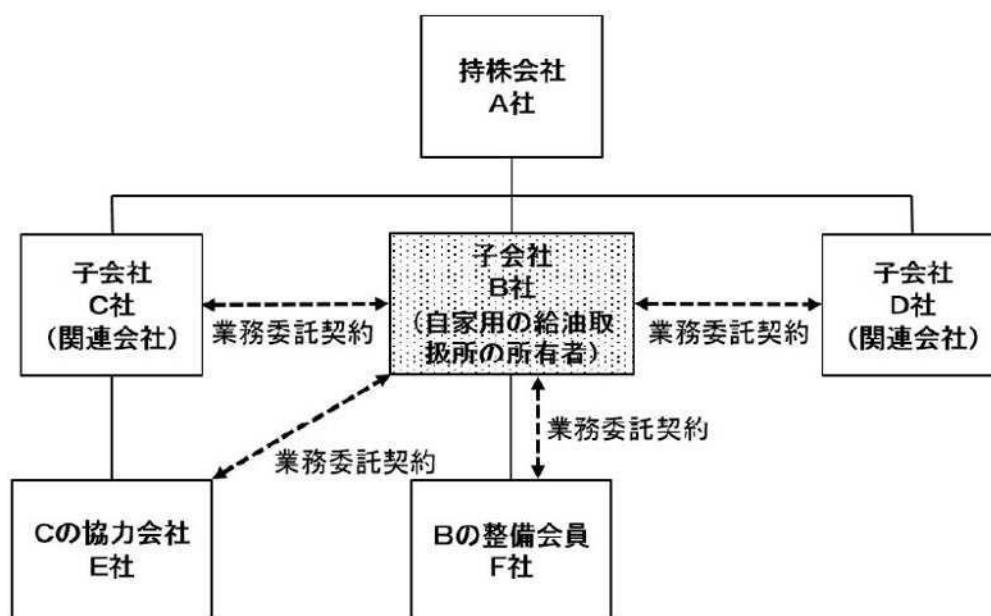 持株会社
A社
子会社
C社
（関連会社）
業務委託契約
子会社
B社
（自家用の給油取
扱所の所有者）
業務委託契約
子会社
D社
（関連会社）
業務委託契約
業務委託契約
Cの協力会社
E社
Bの整備会員
F社